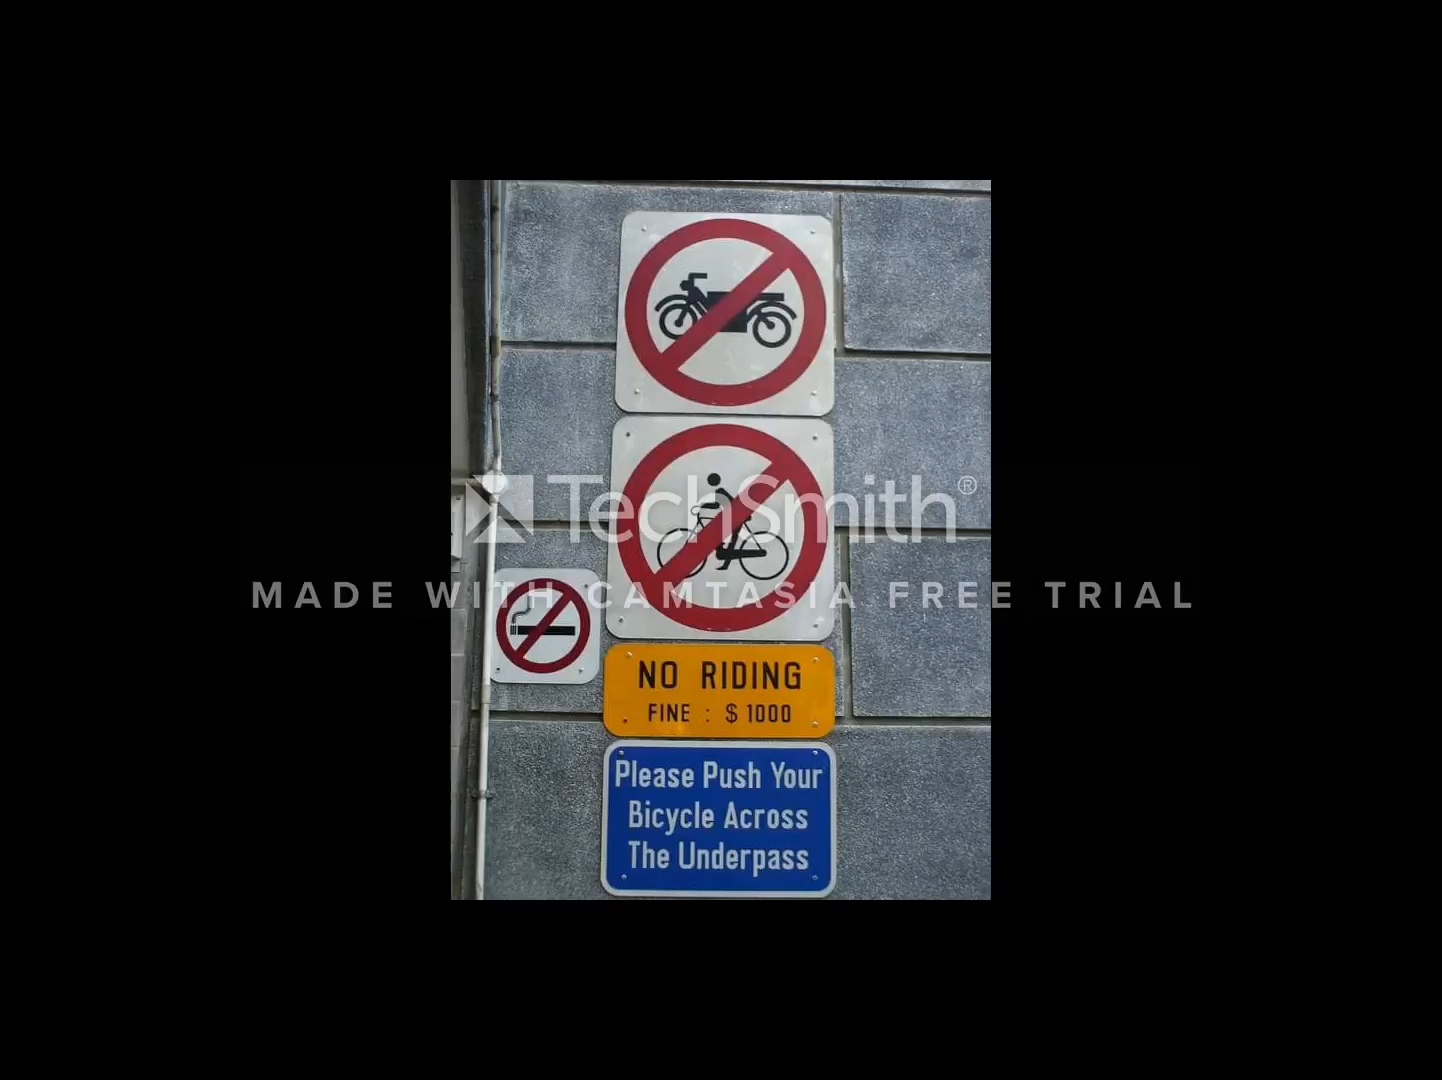 TechSmith®
MADE WITH CAMTASIA FREE TRIAL
NO RIDING
FINE : $ 1000
Please Push Your
Bicycle Across
The Underpass